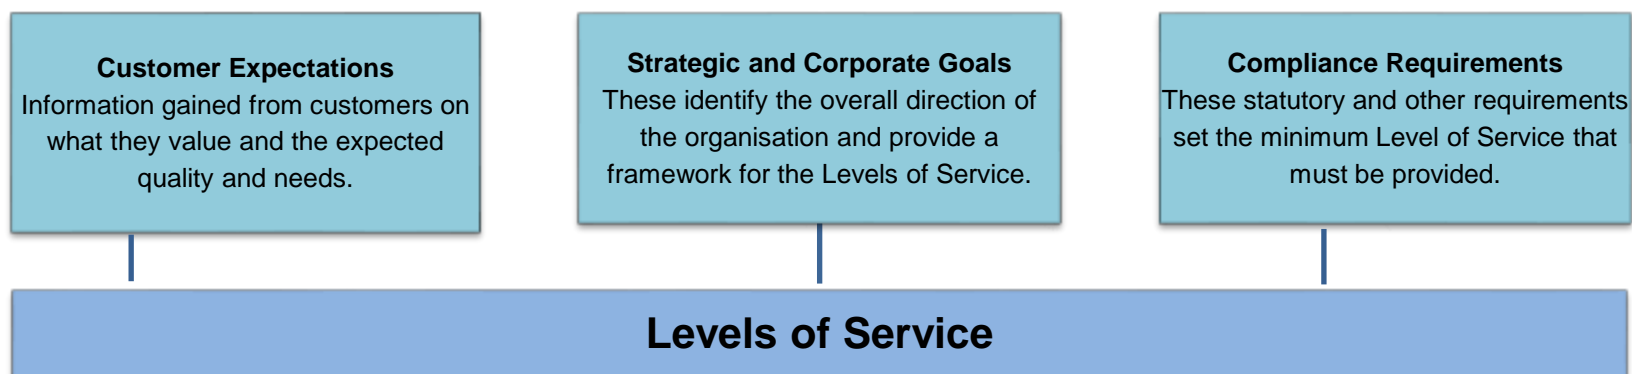 Customer Expectations
Information gained from customers on
what they value and the expected
quality and needs.
Strategic and Corporate Goals
These identify the overall direction of
the organisation and provide a
framework for the Levels of Service.
Compliance Requirements
These statutory and other requirements
set the minimum Level of Service that
must be provided.
Levels of Service